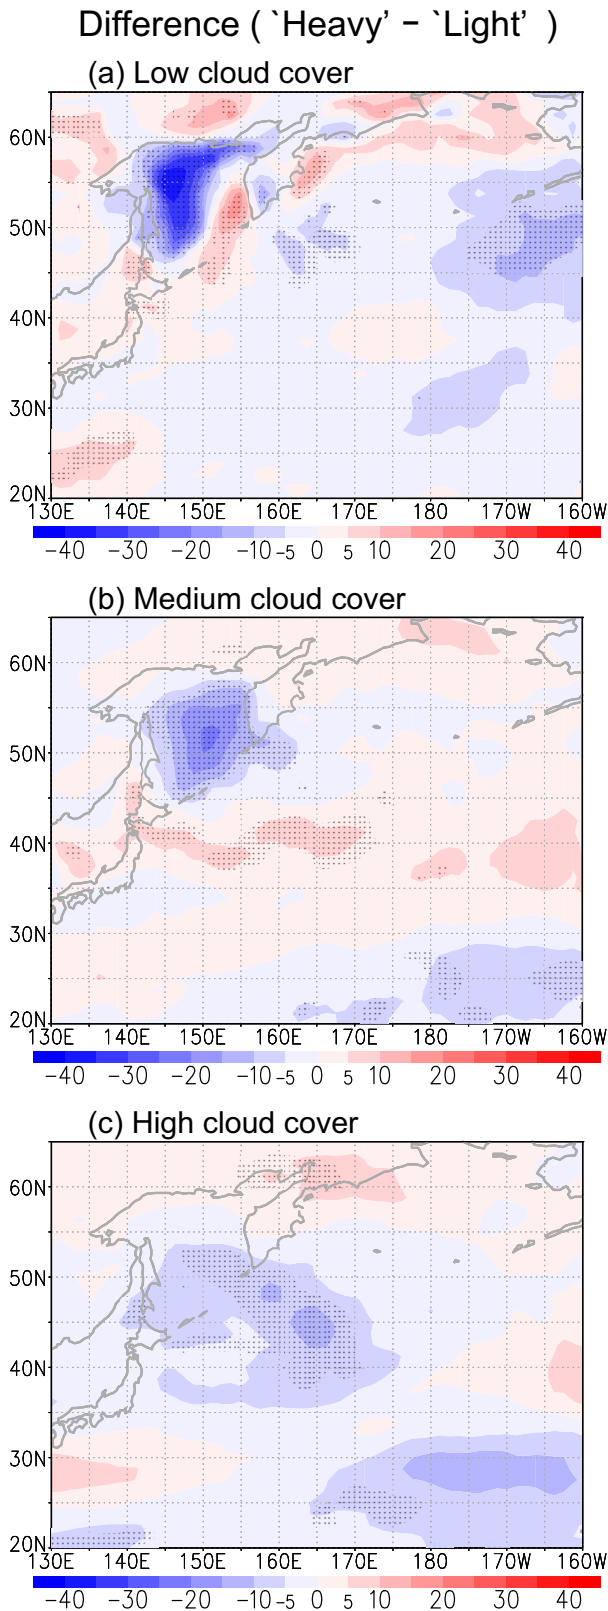 Difference ( `Heavy’ − `Light’ )
(a) Low cloud cover
60N
50N
40N
30N
20N
130E 140E 150E 160E 170E 180 170W 160W
−40 −30 −20 −10 −5 0 5 10 20 30 40
(b) Medium cloud cover
60N
50N
40N
30N
20N
130E 140E 150E 160E 170E 180 170W 160W
−40 −30 −20 −10 −5 0 5 10 20 30 40
(c) High cloud cover
60N
50N
40N
30N
20N
130E 140E 150E 160E 170E 180 170W 160W
−40 −30 −20 −10 −5 0 5 10 20 30 40